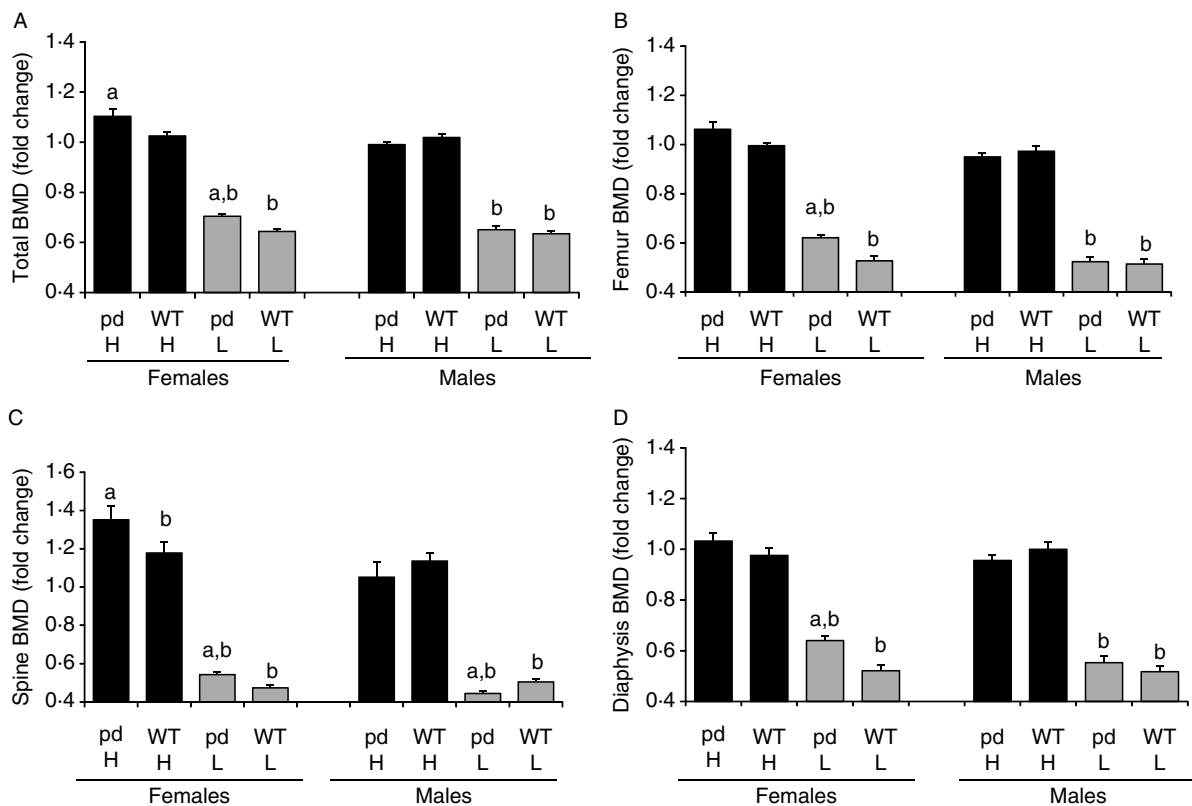 A
Total BMD (fold change)
1·4
1·2
1·0
0·8
0·6
0·4
a
a,b
b
b
b
pd WT pd WT pd WT pd WT
H H L L H H L L
Females Males
B
Femur BMD (fold change)
1·4
1·2
1·0
0·8
0·6
0·4
a,b
b
b
b
pd WT pd WT pd WT pd WT
H H L L H H L L
Females Males
C
Spine BMD (fold change)
1·6
1·4
1·2
1·0
0·8
0·6
0·4
a
b
a,b
b
a,b
b
pd WT pd WT pd WT pd WT
H H L L H H L L
Females Males
D
Diaphysis BMD (fold change)
1·4
1·2
1·0
0·8
0·6
0·4
a,b
b
b
b
pd WT pd WT pd WT pd WT
H H L L H H L L
Females Males